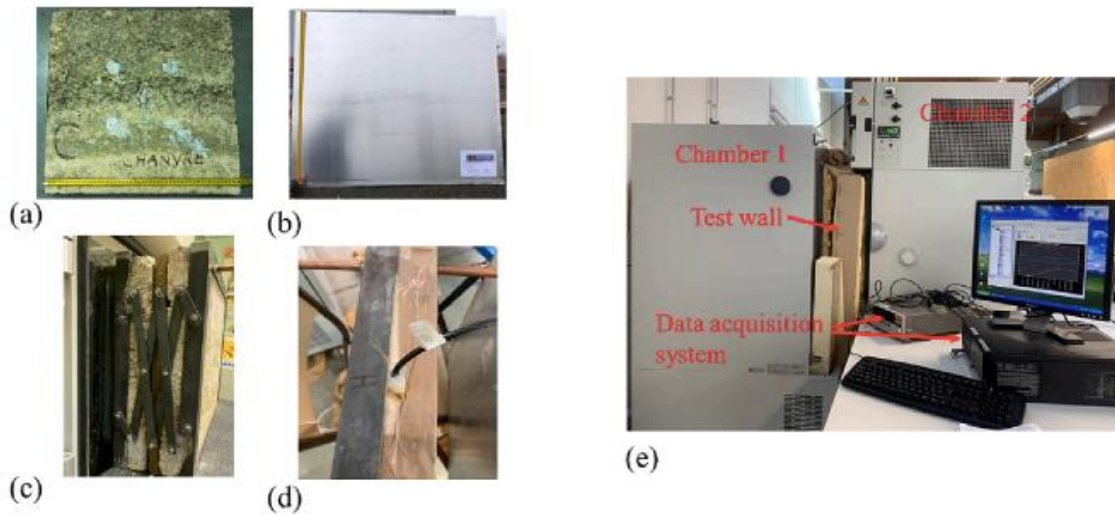 C
CHANVRE
(a)
(b)
H
(c)
(d)
Chamber 1
Chamber 2
Test wall
Data acquisition
system
(e)